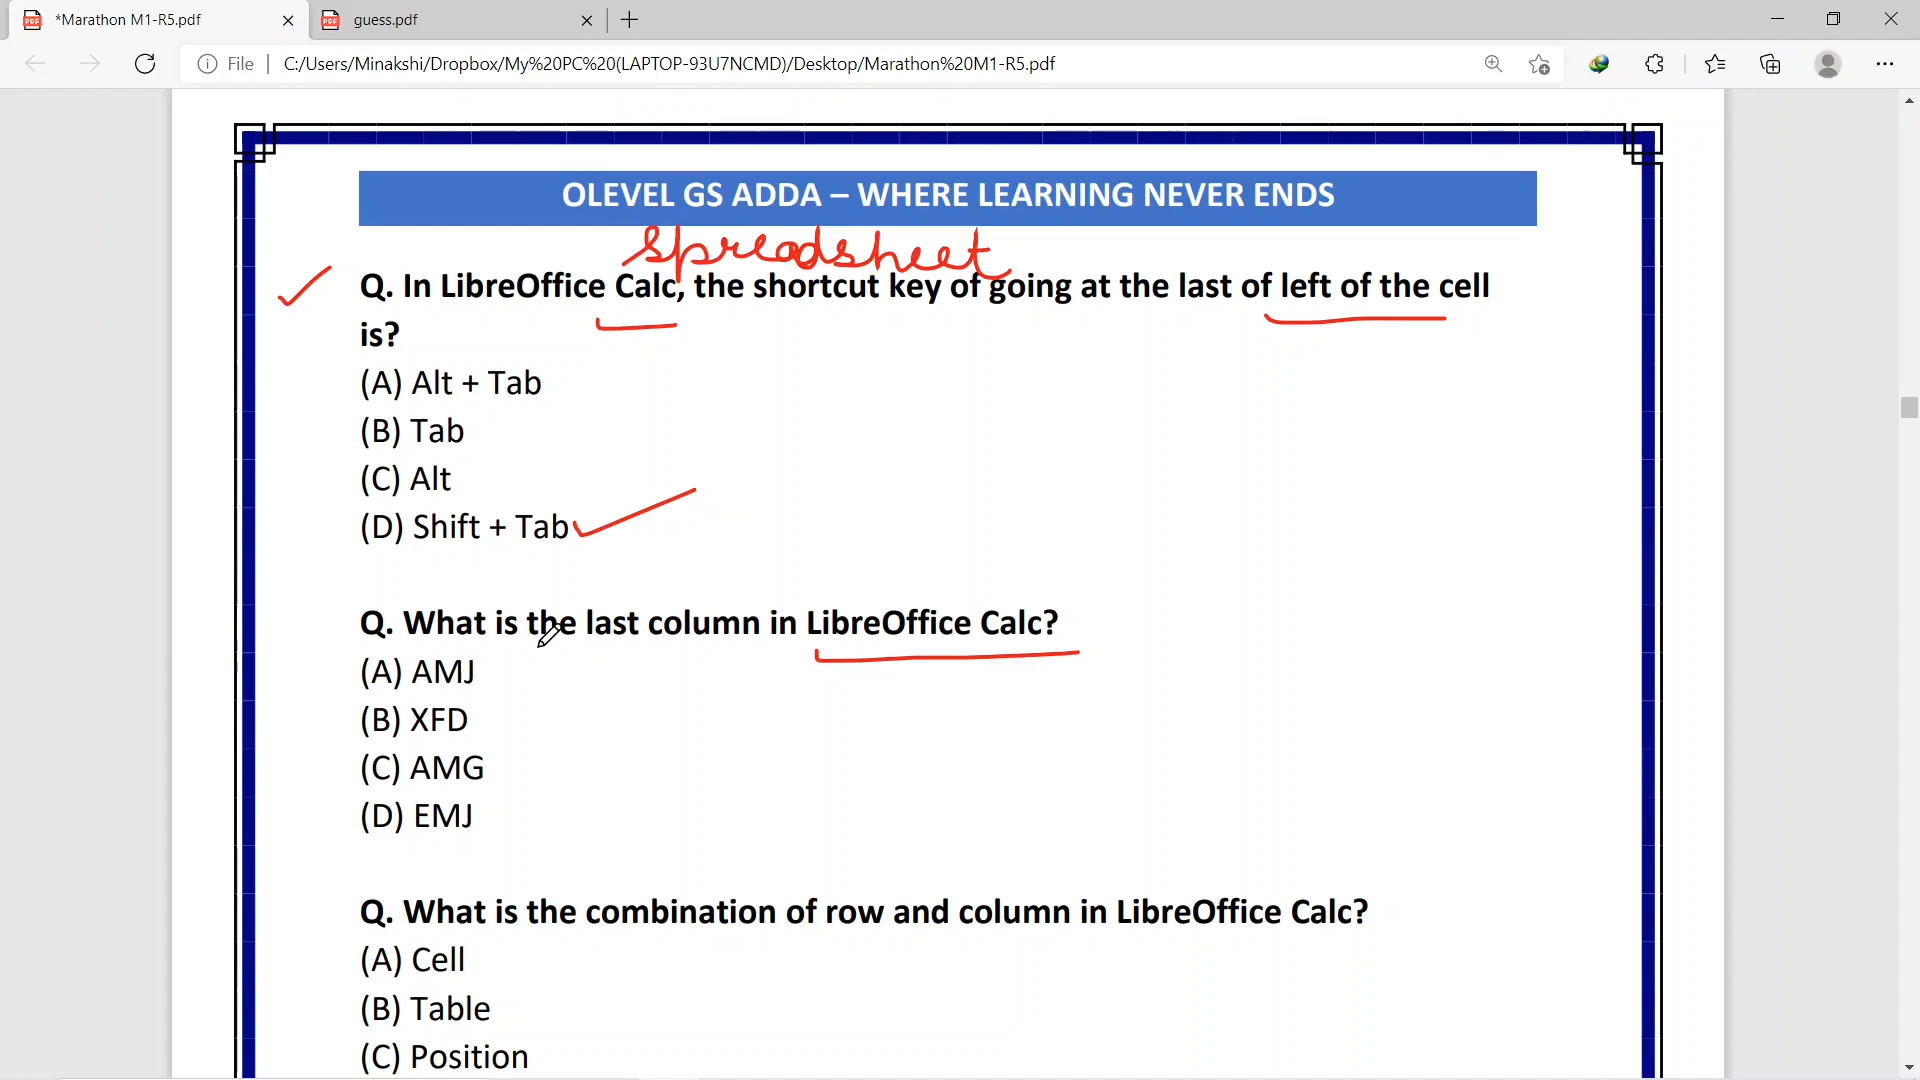 *Marathon M1-R5.pdf
guess.pdf
File
C:/Users/Minakshi/Dropbox/My%20PC%20(LAPTOP-93U7NCMD)/Desktop/Marathon%20M1-R5.pdf
OLEVEL GS ADDA – WHERE LEARNING NEVER ENDS
Spreadsheet
Q. In LibreOffice Calc, the shortcut key of going at the last of left of the cell
is?
(A) Alt + Tab
(B) Tab
(C) Alt
(D) Shift + Tab
Q. What is the last column in LibreOffice Calc?
(A) AMJ
(B) XFD
(C) AMG
(D) EMJ
Q. What is the combination of row and column in LibreOffice Calc?
(A) Cell
(B) Table
(C) Position